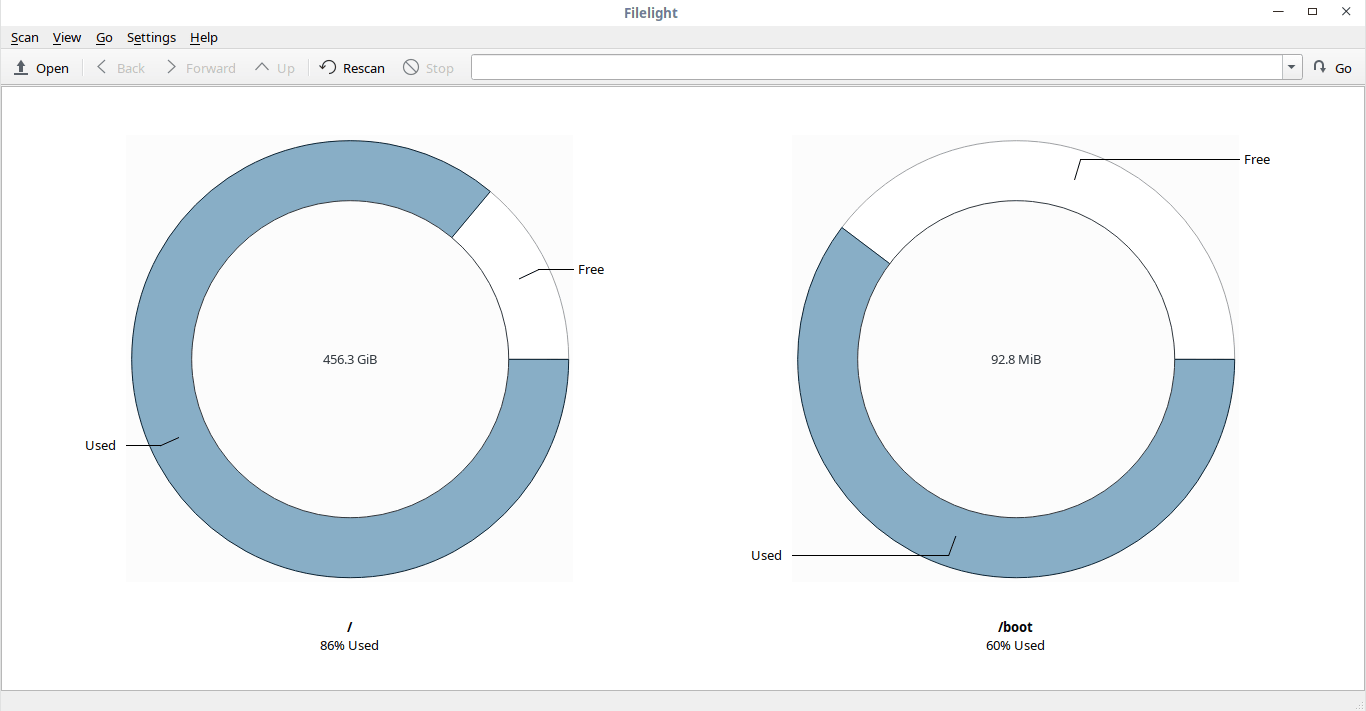 Filelight
Scan View Go Settings Help
Open Back Forward Up Rescan Stop Go
Free
Used
456.3 GiB
/
86% Used
Free
Used
92.8 MiB
/boot
60% Used